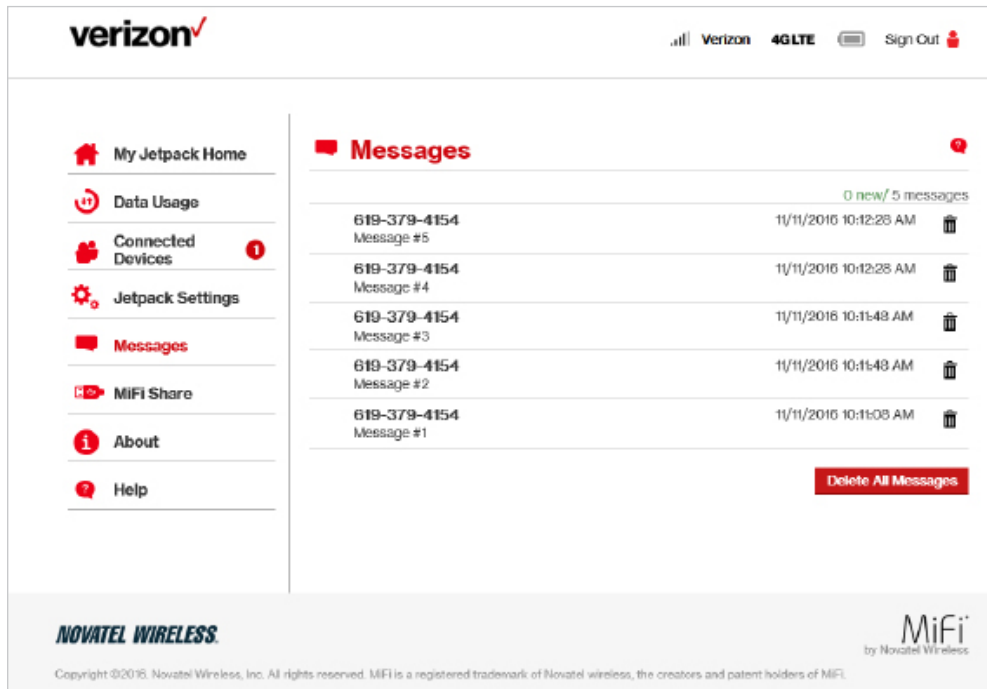 verizon
Verizon 4G LTE Sign Out
My Jetpack Home
Data Usage
Connected
Devices
1
Jetpack Settings
Messages
MiFi Share
i About
? Help
Messages
?
0 new/ 5 messages
619-379-4154 11/11/2016 10:12:28 AM
Message #5
619-379-4154 11/11/2016 10:12:28 AM
Message #4
619-379-4154 11/11/2016 10:11:48 AM
Message #3
619-379-4154 11/11/2016 10:11:48 AM
Message #2
619-379-4154 11/11/2016 10:11:08 AM
Message #1
Delete All Messages
NOVATEL WIRELESS.
MiFi
by Novatel Wireless
Copyright ©2016. Novatel Wireless, Inc. All rights reserved. MiFi is a registered trademark of Novatel wireless, the creators and patent holders of MiFi.